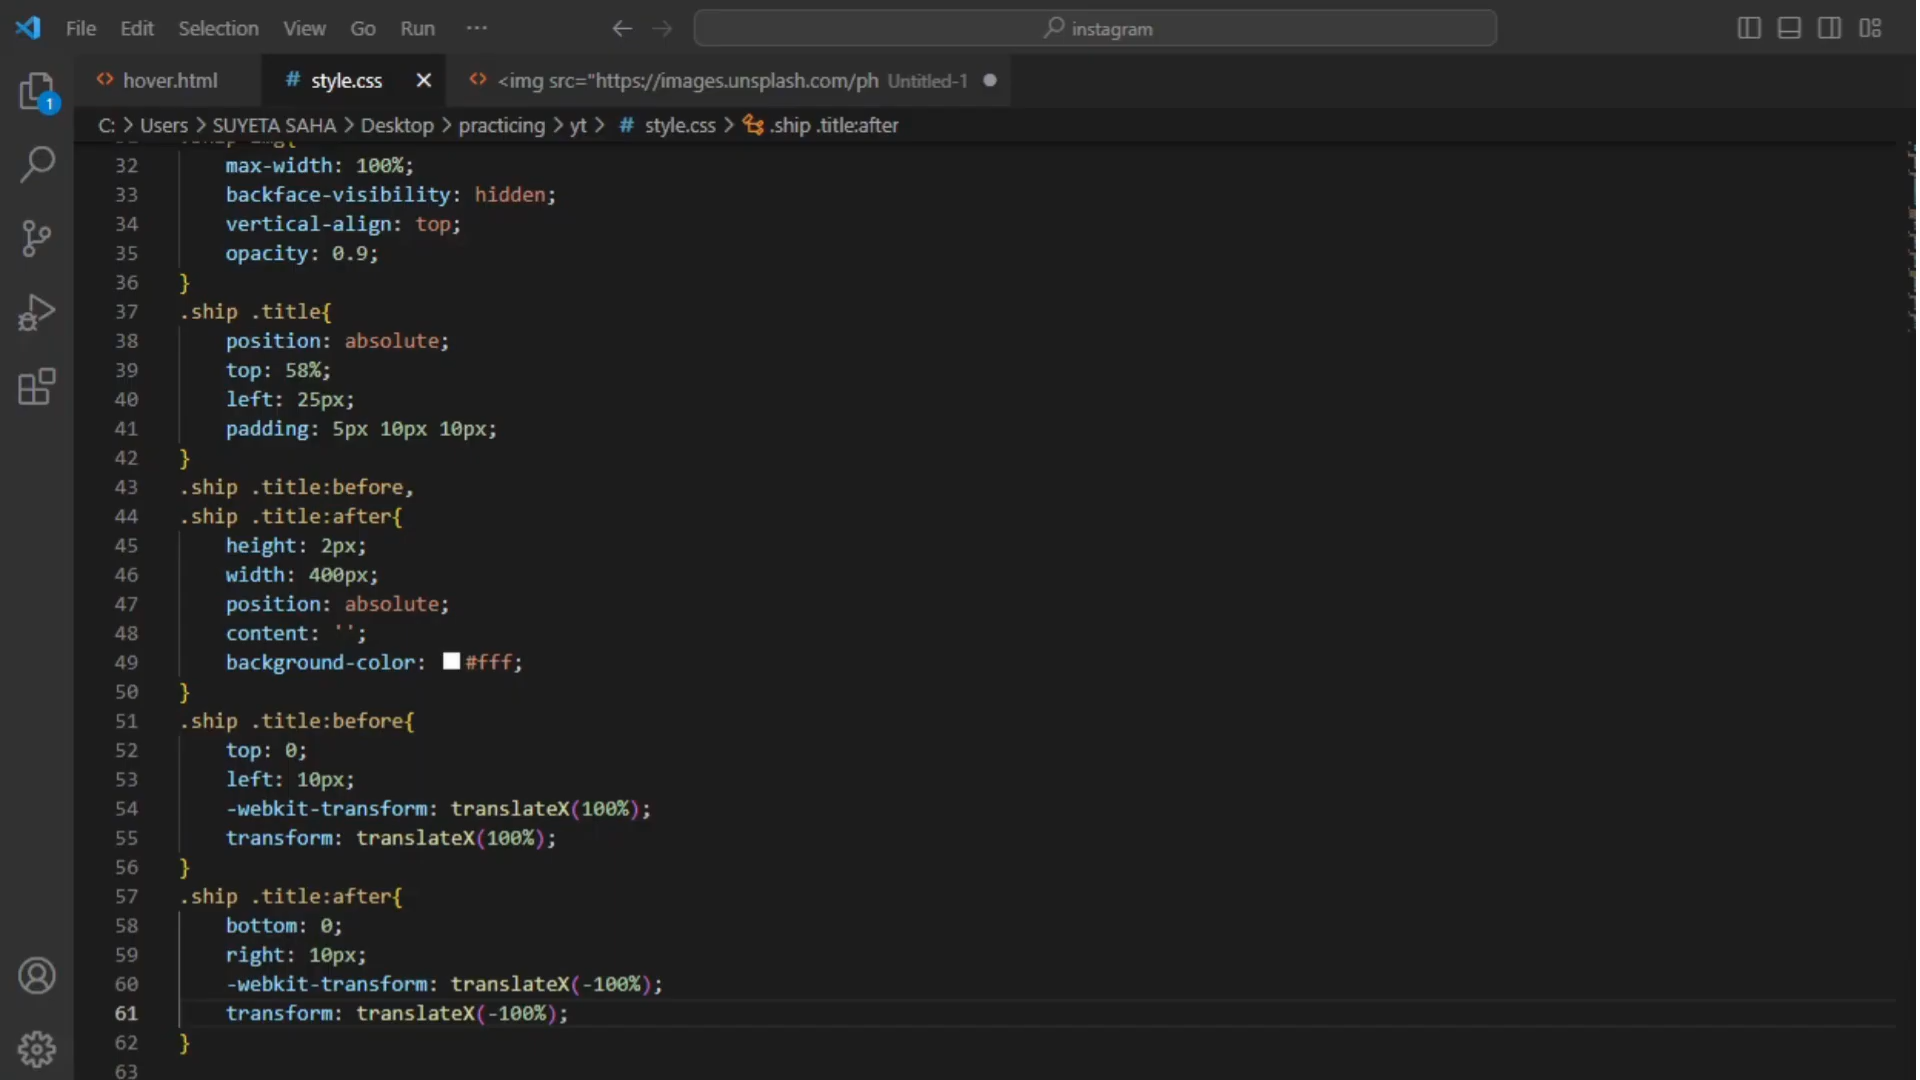 File Edit Selection View Go Run ··· instagram
hover.html # style.css <img src="https://images.unsplash.com/ph Untitled-1
1
C: > Users > SUYETA SAHA > Desktop > practicing > yt > # style.css > .ship .title:after
32 max-width: 100%;
33 backface-visibility: hidden;
34 vertical-align: top;
35 opacity: 0.9;
36 }
37 .ship .title{
38 position: absolute;
39 top: 58%;
40 left: 25px;
41 padding: 5px 10px 10px;
42 }
43 .ship .title:before,
44 .ship .title:after{
45 height: 2px;
46 width: 400px;
47 position: absolute;
48 content: '';
49 background-color: #fff;
50 }
51 .ship .title:before{
52 top: 0;
53 left: 10px;
54 -webkit-transform: translateX(100%);
55 transform: translateX(100%);
56 }
57 .ship .title:after{
58 bottom: 0;
59 right: 10px;
60 -webkit-transform: translateX(-100%);
61 transform: translateX(-100%);
62 }
63